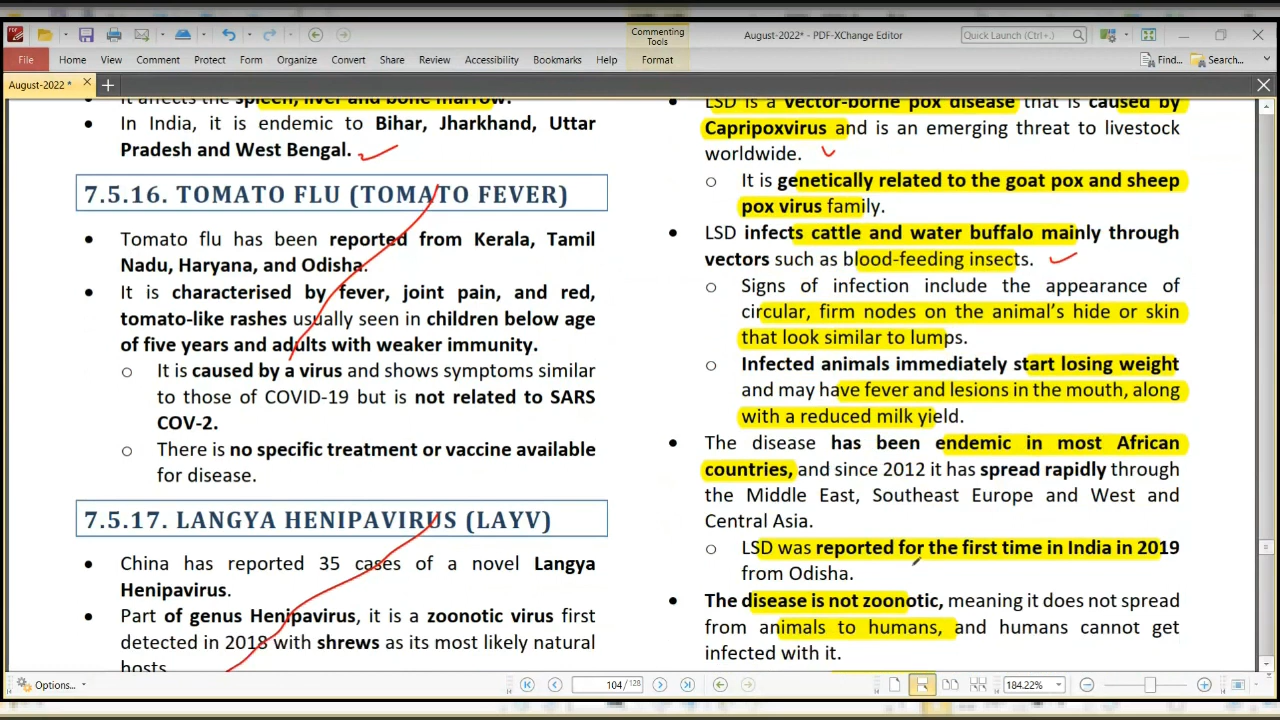 Commenting
Tools
August-2022* - PDF-XChange Editor
Quick Launch (Ctrl+.)
File Home View Comment Protect Form Organize Convert Share Review Accessibility Bookmarks Help Format
Find... Search...
August-2022 *
It affects the spleen, liver and bone marrow.
• In India, it is endemic to Bihar, Jharkhand, Uttar
Pradesh and West Bengal.
7.5.16. TOMATO FLU (TOMATO FEVER)
• Tomato flu has been reported from Kerala, Tamil
Nadu, Haryana, and Odisha.
• It is characterised by fever, joint pain, and red,
tomato-like rashes usually seen in children below age
of five years and adults with weaker immunity.
o It is caused by a virus and shows symptoms similar
to those of COVID-19 but is not related to SARS
COV-2.
o There is no specific treatment or vaccine available
for disease.
7.5.17. LANGYA HENIPAVIRUS (LAYV)
• China has reported 35 cases of a novel Langya
Henipavirus.
• Part of genus Henipavirus, it is a zoonotic virus first
detected in 2018 with shrews as its most likely natural
hosts.
• LSD is a vector-borne pox disease that is caused by
Capripoxvirus and is an emerging threat to livestock
worldwide.
o It is genetically related to the goat pox and sheep
pox virus family.
• LSD infects cattle and water buffalo mainly through
vectors such as blood-feeding insects.
o Signs of infection include the appearance of
circular, firm nodes on the animal's hide or skin
that look similar to lumps.
o Infected animals immediately start losing weight
and may have fever and lesions in the mouth, along
with a reduced milk yield.
• The disease has been endemic in most African
countries, and since 2012 it has spread rapidly through
the Middle East, Southeast Europe and West and
Central Asia.
o LSD was reported for the first time in India in 2019
from Odisha.
• The disease is not zoonotic, meaning it does not spread
from animals to humans, and humans cannot get
infected with it.
Options...
104 / 128
184.22%